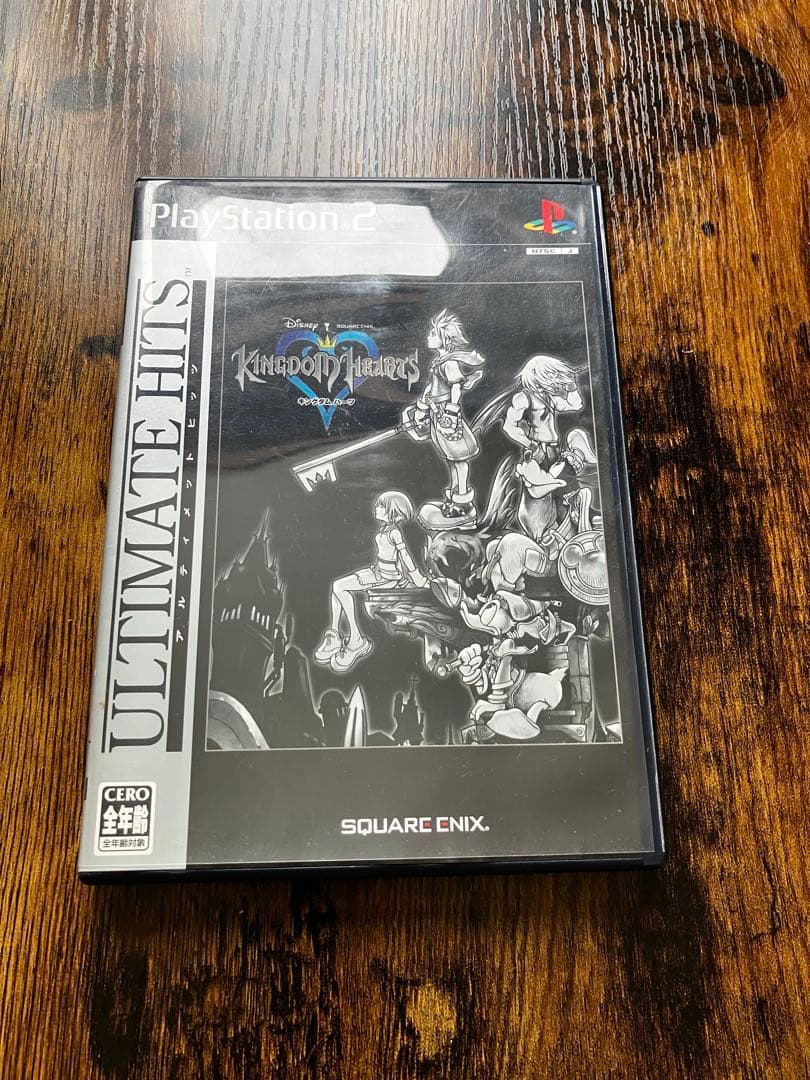 PlayStation 2
NTSC J
ULTIMATE HITS™
アルティメット ヒッツ
Disney SQUARE ENIX
KINGDOM HEARTS
キングダム ハーツ
SQUARE ENIX®
CERO
全年齢
全年齢対象